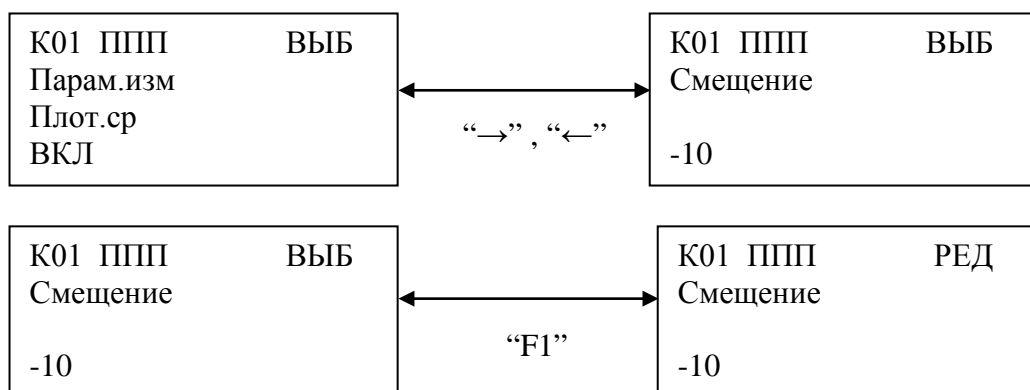 К01 ППП ВЫБ
Парам.изм
Плот.ср
ВКЛ
“→” , “←”
К01 ППП ВЫБ
Смещение
-10
К01 ППП ВЫБ
Смещение
-10
“F1”
К01 ППП РЕД
Смещение
-10